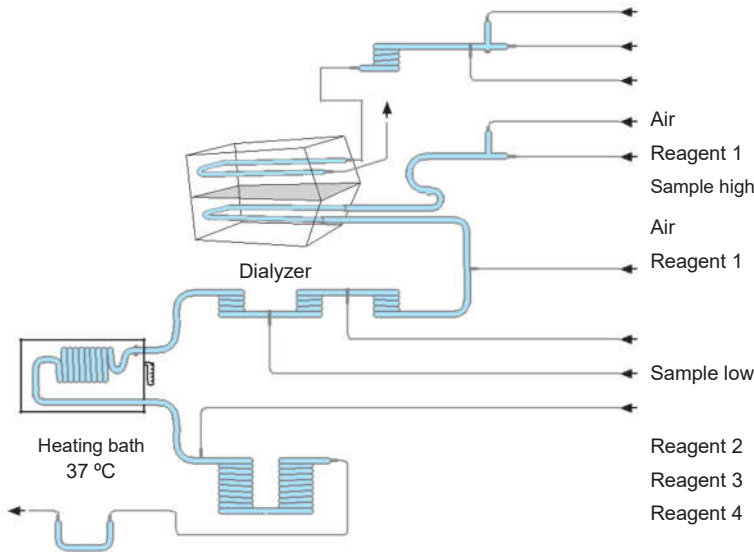 Air
Reagent 1
Sample high
Air
Reagent 1
Dialyzer
Sample low
Heating bath
37 ºC
Reagent 2
Reagent 3
Reagent 4